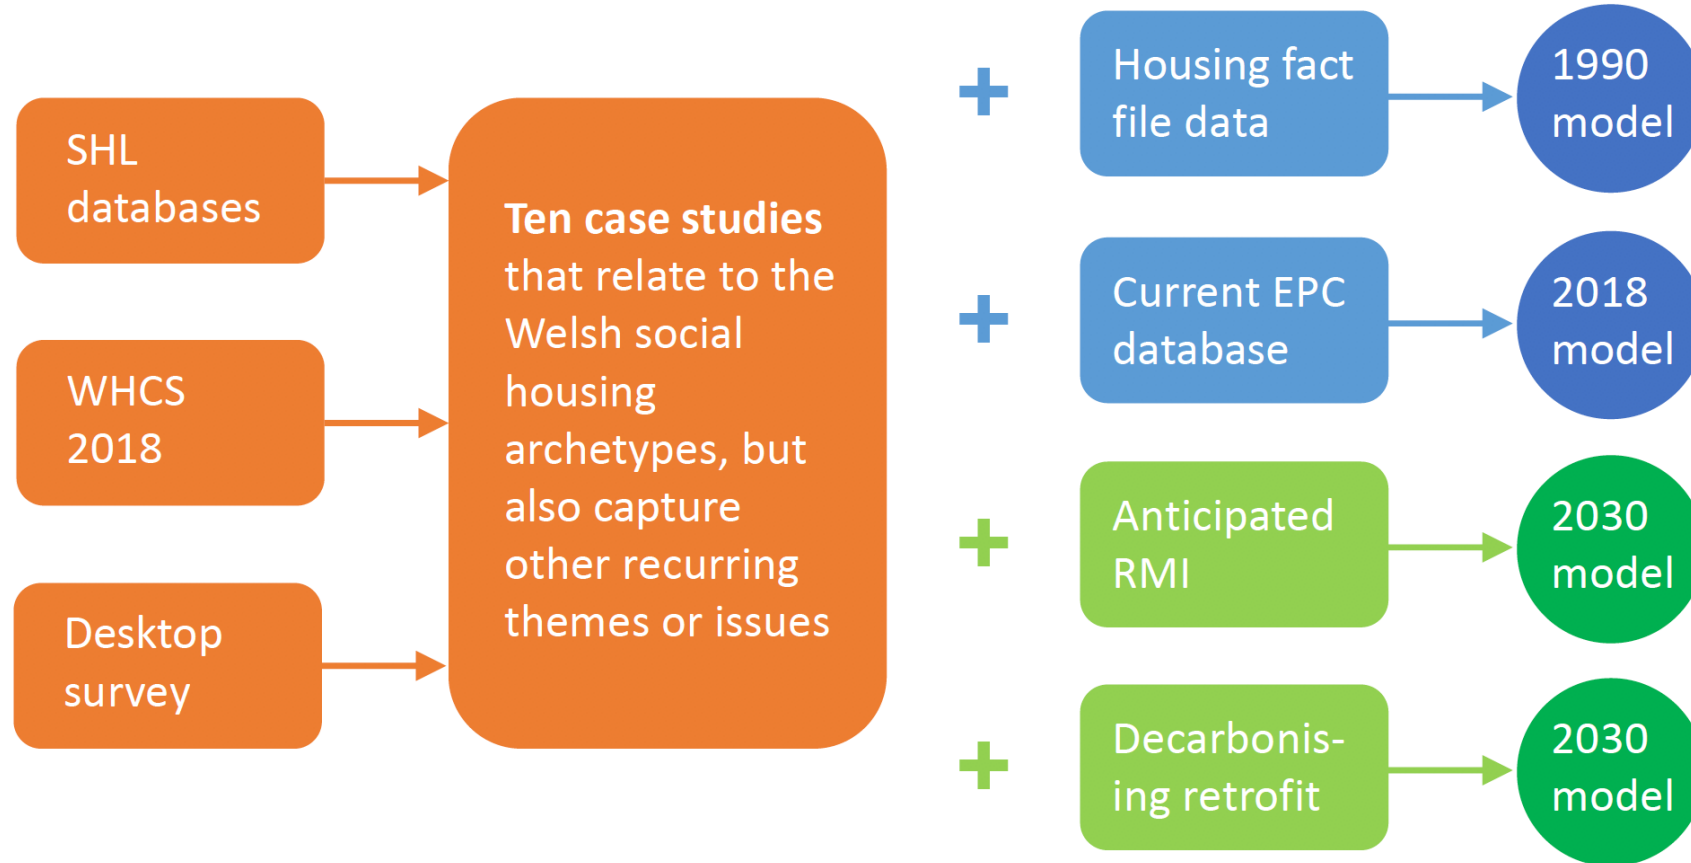 SHL
databases
WHCS
2018
Desktop
survey
Ten case studies
that relate to the
Welsh social
housing
archetypes, but
also capture
other recurring
themes or issues
+
Housing fact
file data
1990
model
+
Current EPC
database
2018
model
+
Anticipated
RMI
2030
model
+
Decarbonis-
ing retrofit
2030
model